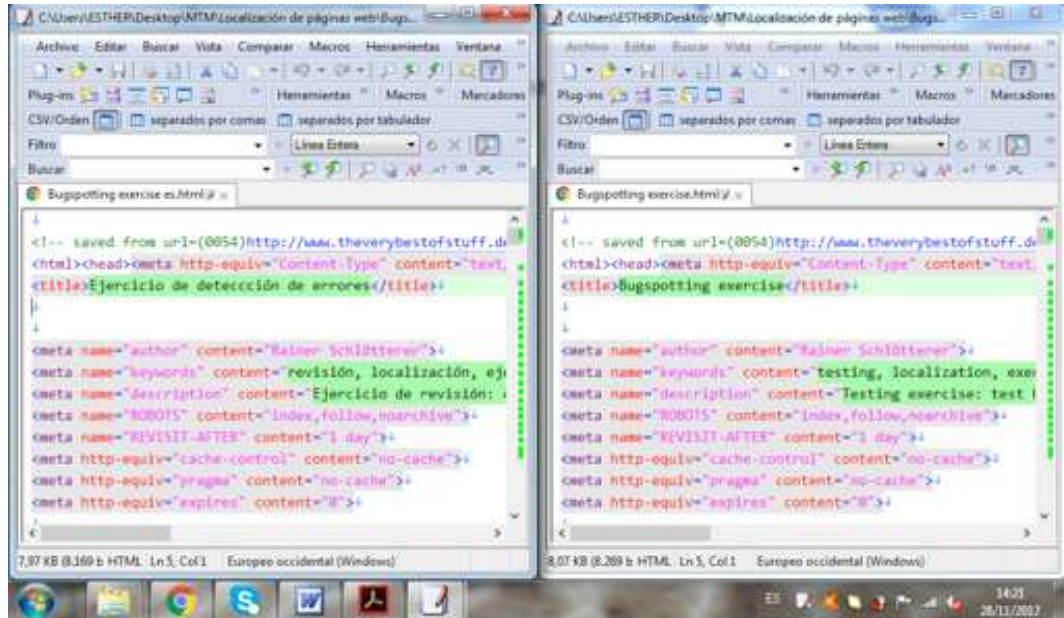 C:\Users\ESTHER\Desktop\MTM\Localización de páginas web\Bugs...
Archivo Editar Buscar Vista Comparar Macros Herramientas Ventana
Plug-ins Herramientas Macros Marcadores
CSV/Orden separados por comas separados por tabulador
Filtro Línea Entera
Buscar
Bugspotting exercise es.html
<!-- saved from url=(0054)http://www.theverybestofstuff.d
<html><head><meta http-equiv="Content-Type" content="text,
<title>Ejercicio de deteccción de errores</title>
<meta name="author" content="Rainer Schlötterer">
<meta name="keywords" content="revisión, localización, eje
<meta name="description" content="Ejercicio de revisión:
<meta name="ROBOTS" content="index,follow,noarchive">
<meta name="REVISIT-AFTER" content="1 day">
<meta http-equiv="cache-control" content="no-cache">
<meta http-equiv="pragma" content="no-cache">
<meta http-equiv="expires" content="0">
7,97 KB (8.169 b HTML Ln 5, Col 1 Europeo occidental (Windows)
C:\Users\ESTHER\Desktop\MTM\Localización de páginas web\Bugs...
Archivo Editar Buscar Vista Comparar Macros Herramientas Ventana
Plug-ins Herramientas Macros Marcadores
CSV/Orden separados por comas separados por tabulador
Filtro Línea Entera
Buscar
Bugspotting exercise.html
<!-- saved from url=(0054)http://www.theverybestofstuff.d
<html><head><meta http-equiv="Content-Type" content="text,
<title>Bugspotting exercise</title>
<meta name="author" content="Rainer Schlötterer">
<meta name="keywords" content="testing, localization, exer
<meta name="description" content="Testing exercise: test
<meta name="ROBOTS" content="index,follow,noarchive">
<meta name="REVISIT-AFTER" content="1 day">
<meta http-equiv="cache-control" content="no-cache">
<meta http-equiv="pragma" content="no-cache">
<meta http-equiv="expires" content="0">
8,07 KB (8.269 b HTML Ln 5, Col 1 Europeo occidental (Windows)
ES
14:21
26/11/2017